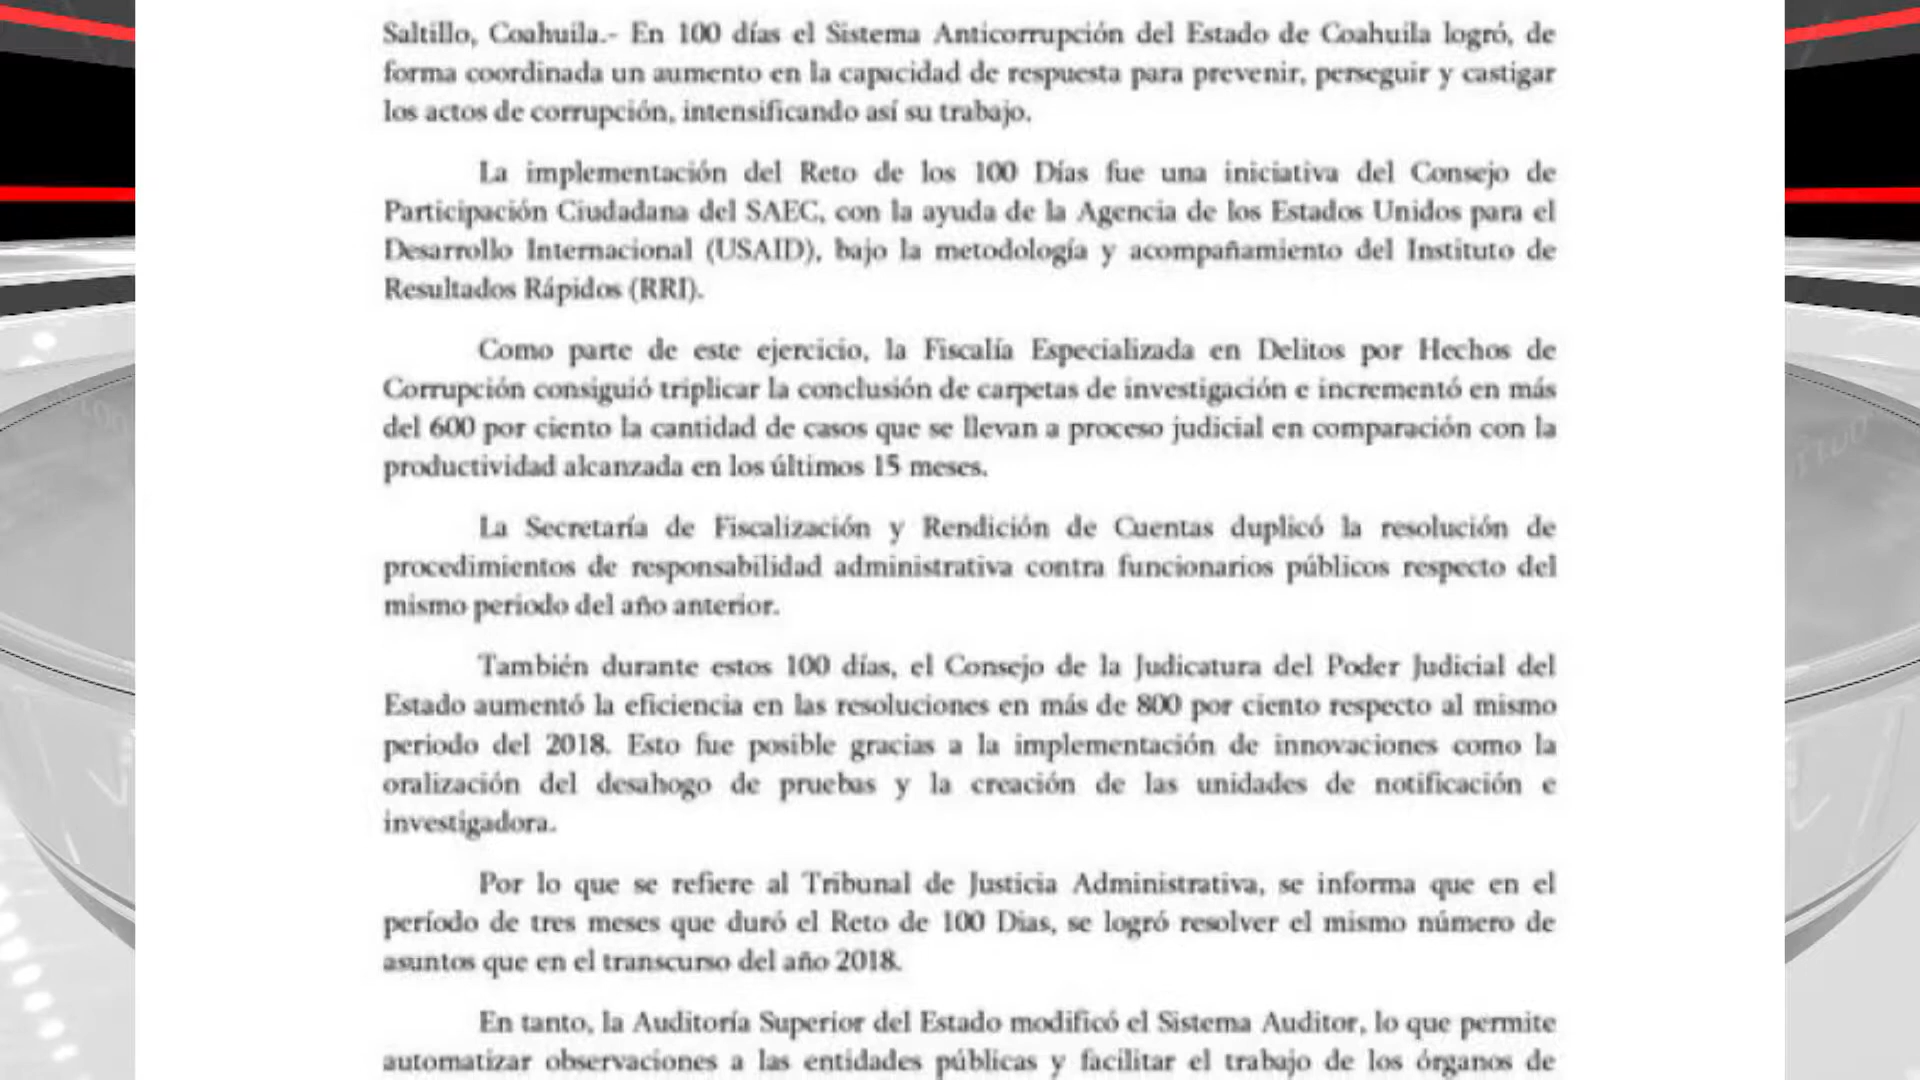 Saltillo, Coahuila.- En 100 días el Sistema Anticorrupción del Estado de Coahuila logró, de
forma coordinada un aumento en la capacidad de respuesta para prevenir, perseguir y castigar
los actos de corrupción, intensificando así su trabajo.
La implementación del Reto de los 100 Días fue una iniciativa del Consejo de
Participación Ciudadana del SAEC, con la ayuda de la Agencia de los Estados Unidos para el
Desarrollo Internacional (USAID), bajo la metodología y acompañamiento del Instituto de
Resultados Rápidos (RRI).
Como parte de este ejercicio, la Fiscalía Especializada en Delitos por Hechos de
Corrupción consiguió triplicar la conclusión de carpetas de investigación e incrementó en más
del 600 por ciento la cantidad de casos que se llevan a proceso judicial en comparación con la
productividad alcanzada en los últimos 15 meses.
La Secretaría de Fiscalización y Rendición de Cuentas duplicó la resolución de
procedimientos de responsabilidad administrativa contra funcionarios públicos respecto del
mismo periodo del año anterior.
También durante estos 100 días, el Consejo de la Judicatura del Poder Judicial del
Estado aumentó la eficiencia en las resoluciones en más de 800 por ciento respecto al mismo
periodo del 2018. Esto fue posible gracias a la implementación de innovaciones como la
oralización del desahogo de pruebas y la creación de las unidades de notificación e
investigadora.
Por lo que se refiere al Tribunal de Justicia Administrativa, se informa que en el
período de tres meses que duró el Reto de 100 Dias, se logró resolver el mismo número de
asuntos que en el transcurso del año 2018.
En tanto, la Auditoría Superior del Estado modificó el Sistema Auditor, lo que permite
automatizar observaciones a las entidades públicas y facilitar el trabajo de los órganos de